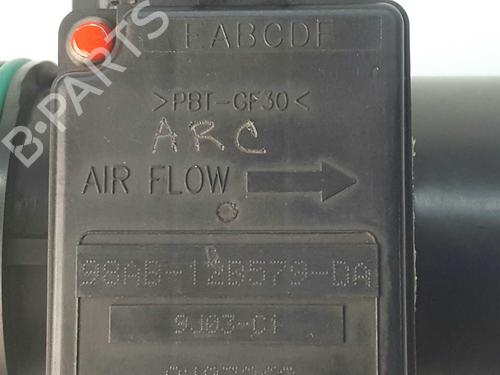 EABCDF
>PBT-GF30<
ARC
AIR FLOW
98AB-12B579-DA
9J03-C1
B-PARTS